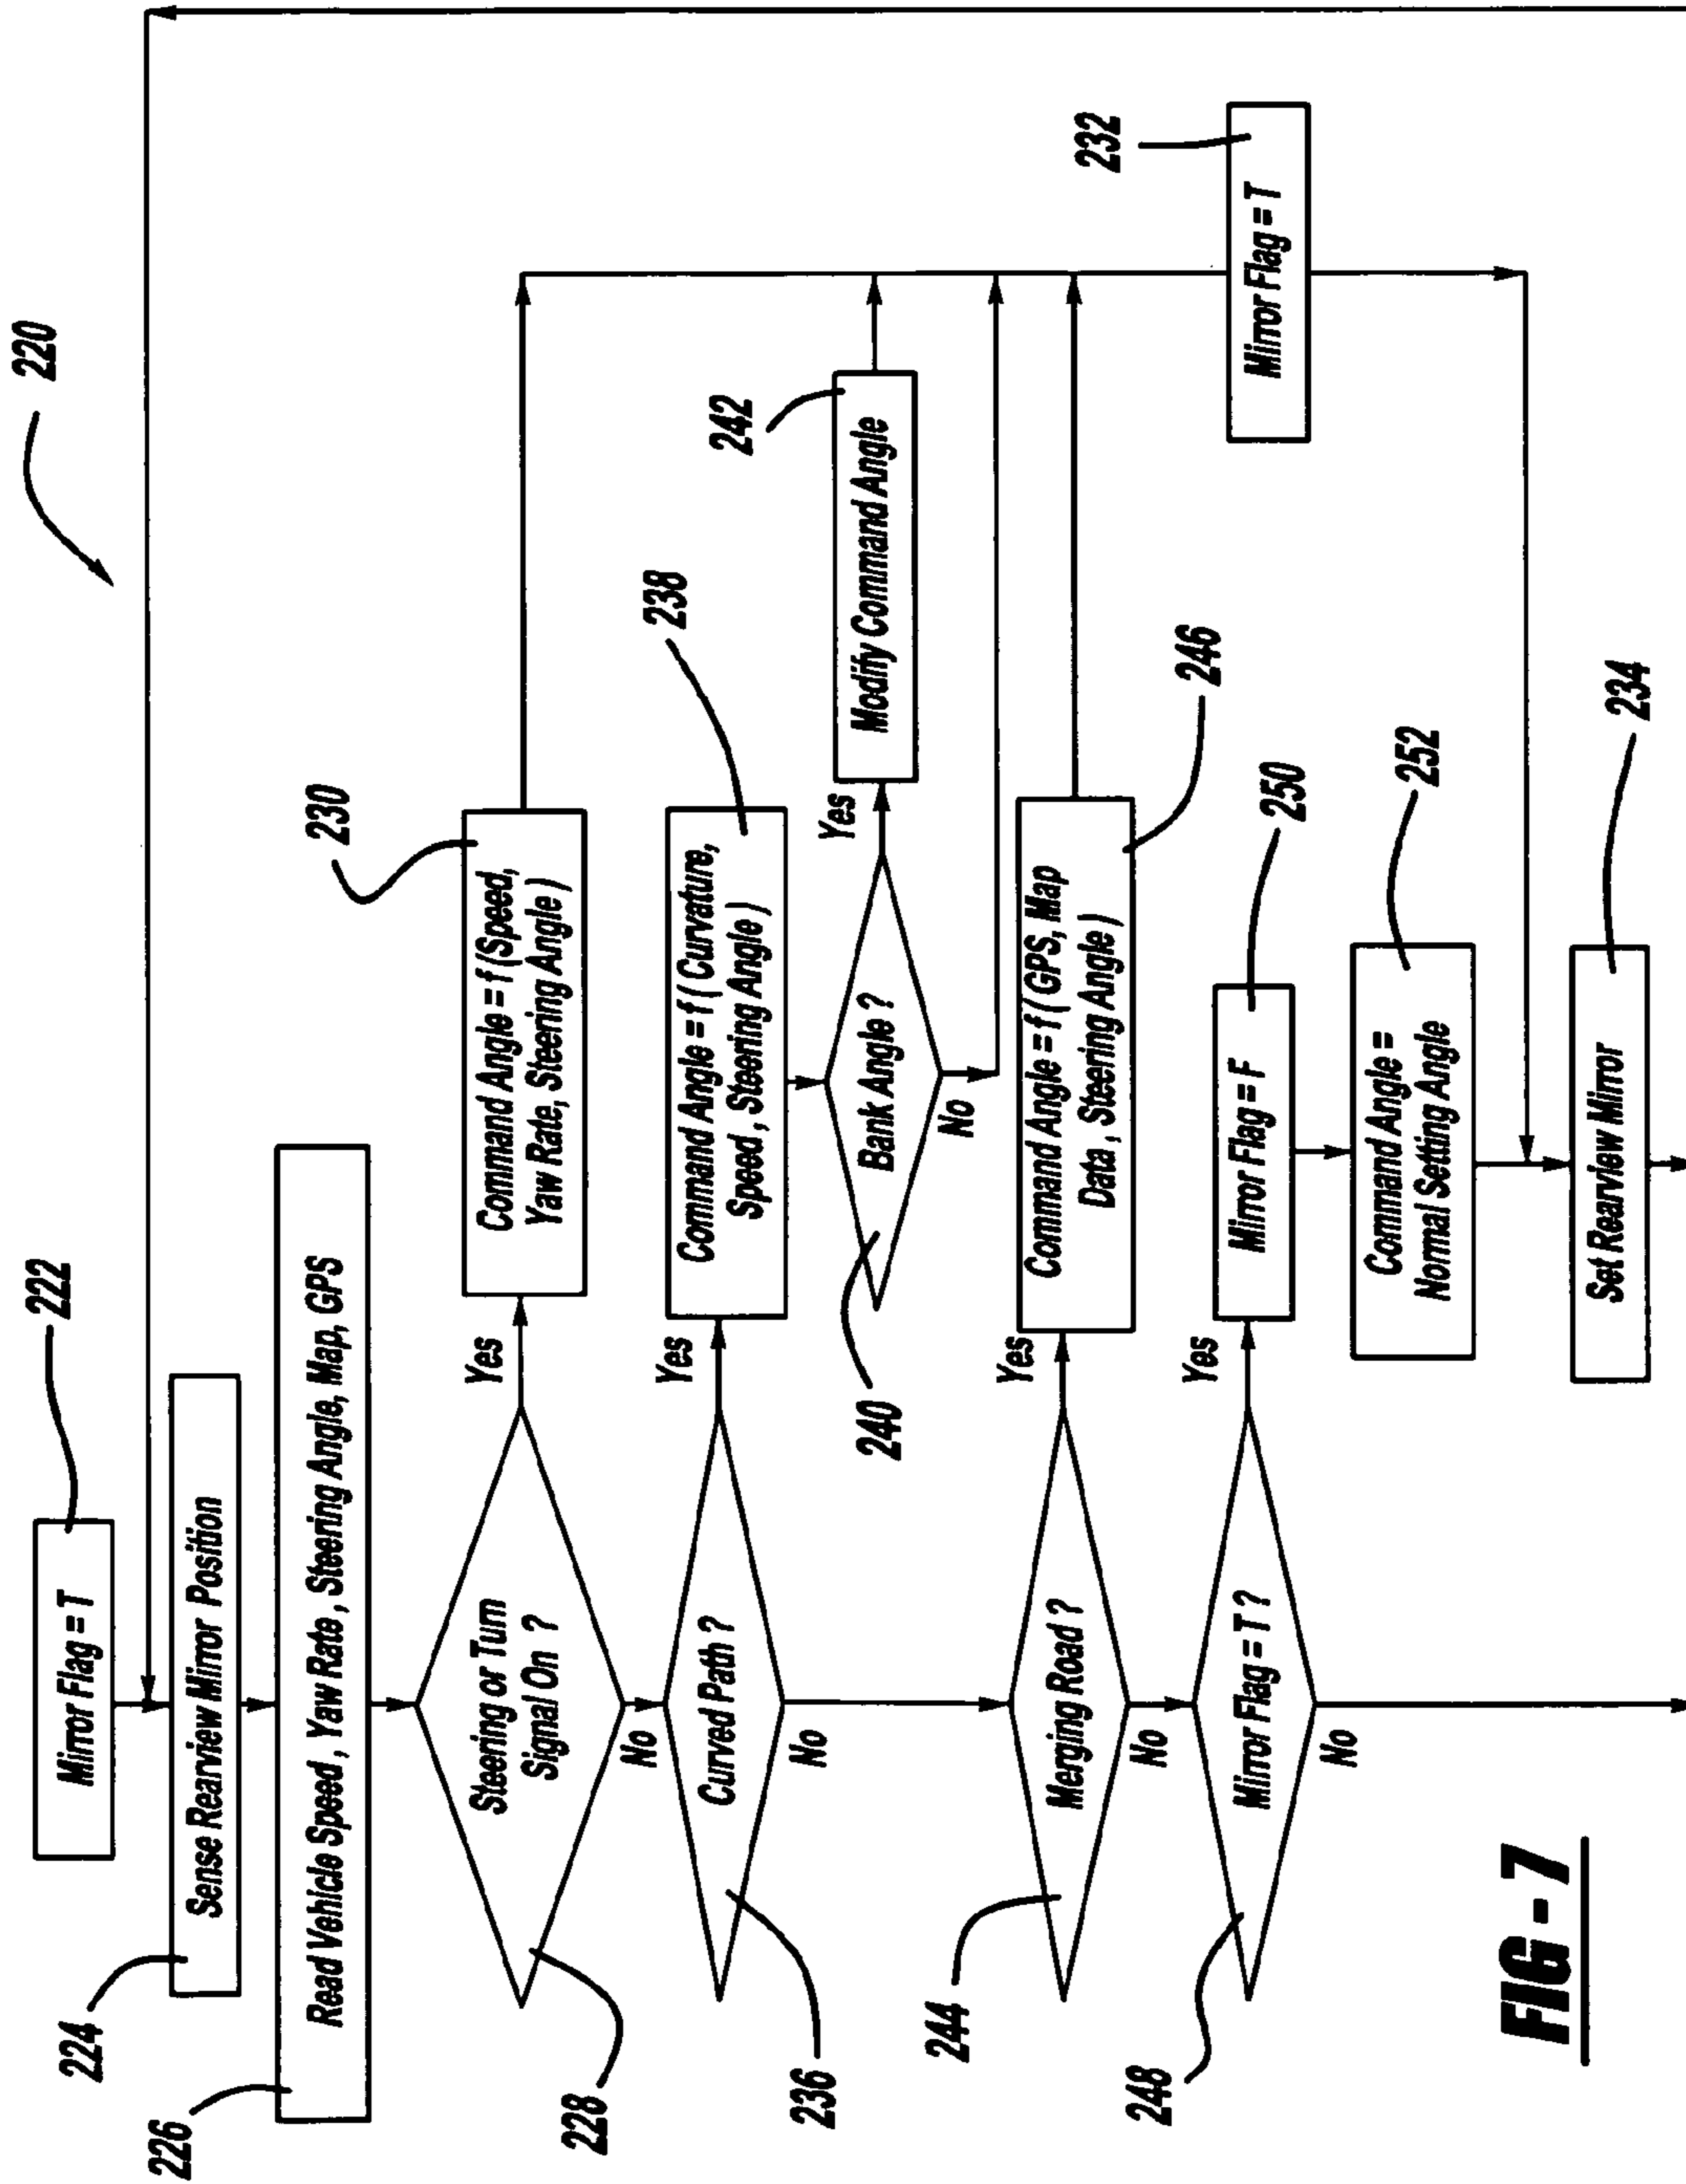 220
222
Mirror Flag = T
224
Sense Rearview Mirror Position
226
Read Vehicle Speed, Yaw Rate, Steering Angle, Map, GPS
228
Steering or Turn
Signal On ?
Yes
No
230
Command Angle = f (Speed,
Yaw Rate, Steering Angle)
236
Curved Path ?
Yes
No
238
Command Angle = f ( Curvature,
Speed, Steering Angle)
240
Bank Angle ?
Yes
No
242
Modify Command Angle
244
Merging Road ?
Yes
No
246
Command Angle = f ( GPS, Map
Data, Steering Angle )
232
Mirror Flag = T
248
Mirror Flag = T ?
Yes
No
250
Mirror Flag = F
252
Command Angle =
Normal Setting Angle
234
Set Rearview Mirror
FIG - 7